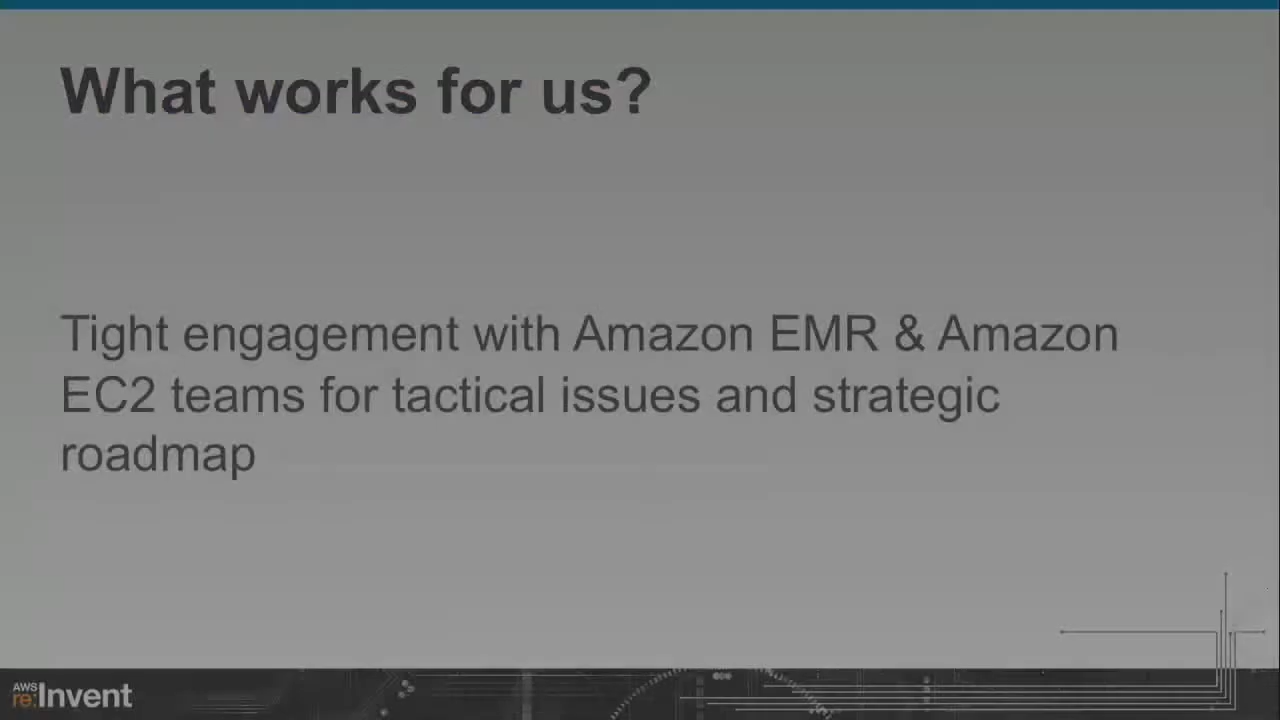 What works for us?
Tight engagement with Amazon EMR & Amazon
EC2 teams for tactical issues and strategic
roadmap
AWS
re:Invent